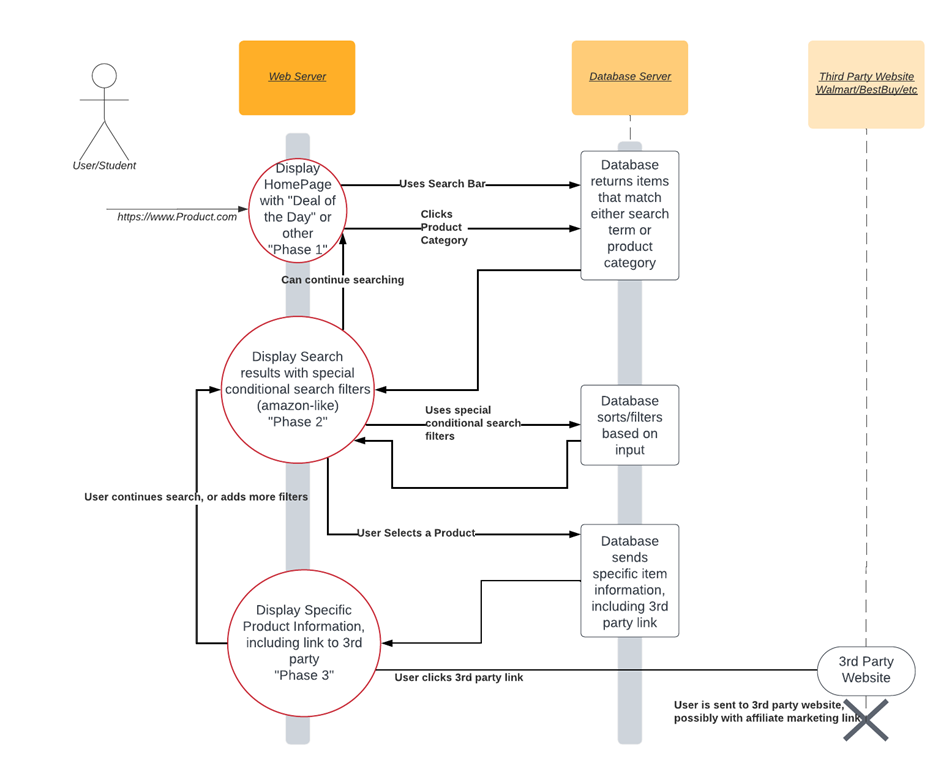 Web Server
Database Server
Third Party Website
Walmart/BestBuy/etc
User/Student
https://www.Product.com
Display
HomePage
with "Deal of
the Day" or
other
"Phase 1"
Uses Search Bar
Clicks
Product
Category
Database
returns items
that match
either search
term or
product
category
Can continue searching
Display Search
results with special
conditional search filters
(amazon-like)
"Phase 2"
Uses special
conditional search
filters
Database
sorts/filters
based on
input
User continues search, or adds more filters
User Selects a Product
Database
sends
specific item
information,
including 3rd
party link
Display Specific
Product Information,
including link to 3rd
party
"Phase 3"
User clicks 3rd party link
3rd Party
Website
User is sent to 3rd party website,
possibly with affiliate marketing link